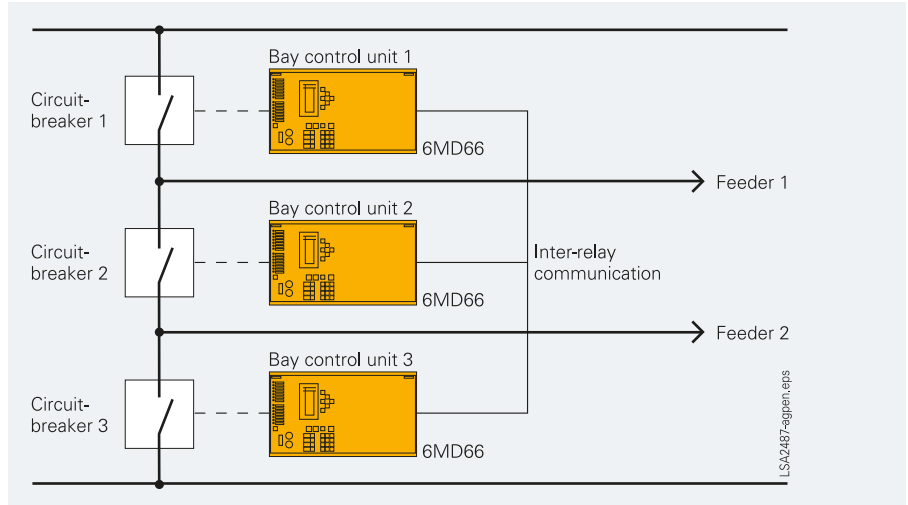 Bay control unit 1
Circuit-
breaker 1
6MD66
Feeder 1
Bay control unit 2
Circuit-
breaker 2
Inter-relay
communication
6MD66
Feeder 2
Bay control unit 3
Circuit-
breaker 3
6MD66
LSA2487-agpen.eps